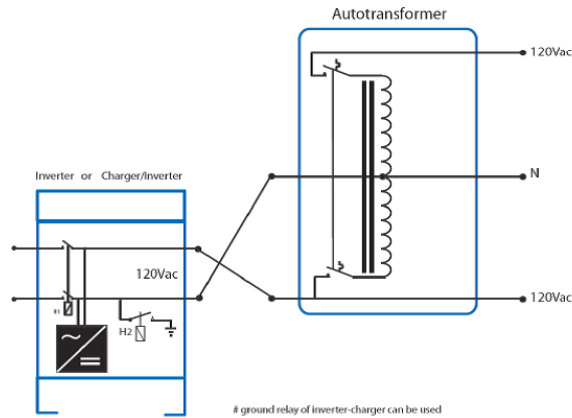 Autotransformer
120Vac
Inverter or Charger/Inverter
N
120Vac
H2
120Vac
# ground relay of inverter-charger can be used